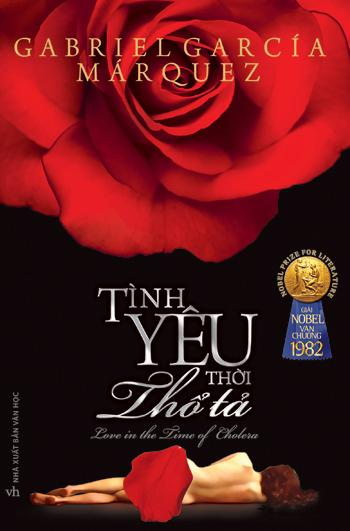 GABRIEL GARCÍA
MÁRQUEZ
NOBEL PRIZE FOR LITERATURE
GIẢI
NOBEL
VĂN
CHƯƠNG
1982
TÌNH
YÊU
THỜI
Thổ tả
Love in the Time of Cholera
NHÀ XUẤT BẢN VĂN HỌC
vh